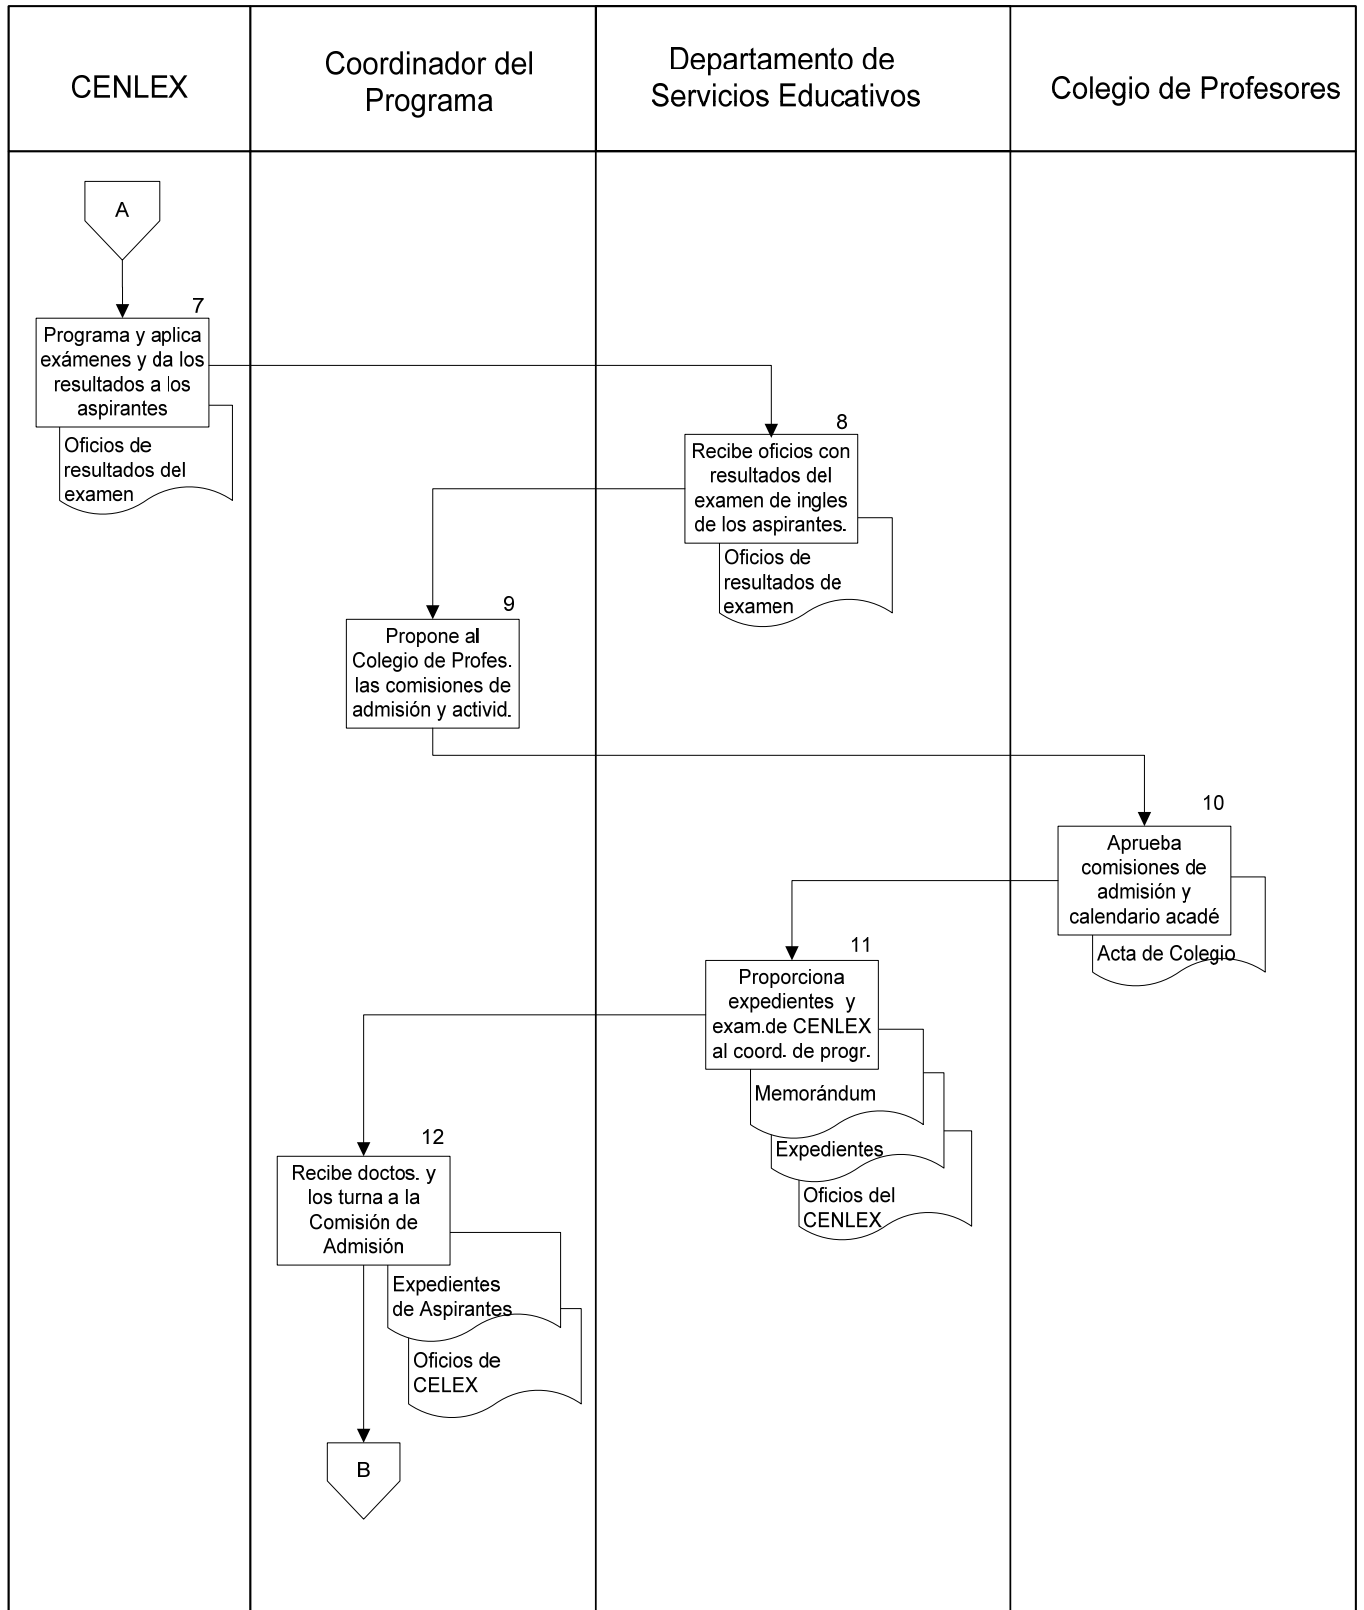 CENLEX
Coordinador del
Programa
Departamento de
Servicios Educativos
Colegio de Profesores
A
7
Programa y aplica
exámenes y da los
resultados a los
aspirantes
Oficios de
resultados del
examen
8
Recibe oficios con
resultados del
examen de ingles
de los aspirantes.
Oficios de
resultados de
examen
9
Propone al
Colegio de Profes.
las comisiones de
admisión y activid.
10
Aprueba
comisiones de
admisión y
calendario acadé
Acta de Colegio
11
Proporciona
expedientes y
exam.de CENLEX
al coord. de progr.
Memorándum
Expedientes
Oficios del
CENLEX
12
Recibe doctos. y
los turna a la
Comisión de
Admisión
Expedientes
de Aspirantes
Oficios de
CELEX
B